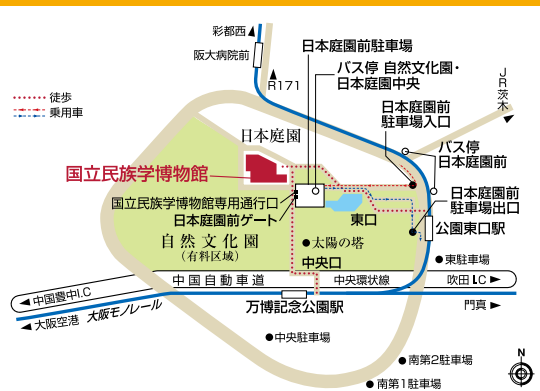 彩都西
阪大病院前
R171
日本庭園前駐車場
バス停 自然文化園・
日本庭園中央
JR茨木
徒歩
乗用車
日本庭園前
駐車場入口
日本庭園
バス停
日本庭園前
国立民族学博物館
国立民族学博物館専用通行口
日本庭園前ゲート
日本庭園前
駐車場出口
東口
公園東口駅
自然文化園
(有料区域)
太陽の塔
中央口
東駐車場
中国自動車道
中央環状線
吹田I.C
中国豊中I.C
大阪空港
大阪モノレール
万博記念公園駅
門真
中央駐車場
南第2駐車場
南第1駐車場
N